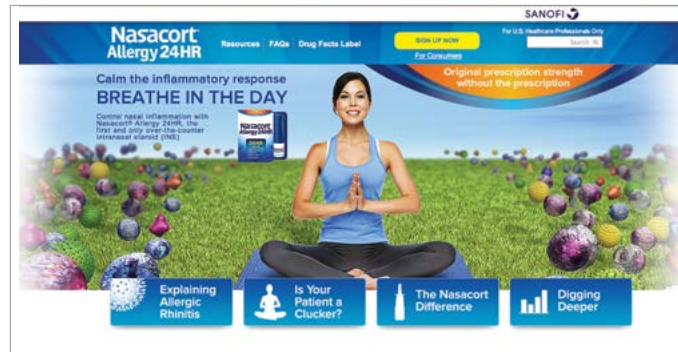 SANOFI
Nasacort
Allergy 24HR
Resources FAQs Drug Facts Label
SIGN UP NOW
For Consumers
For U.S. Healthcare Professionals Only
Search
Calm the inflammatory response
BREATHE IN THE DAY
Control nasal inflammation with
Nasacort® Allergy 24HR, the
first and only over-the-counter
intranasal steroid (INS)
Nasacort
Allergy 24HR
Original prescription strength
without the prescription
Explaining
Allergic
Rhinitis
Is Your
Patient a
Clucker?
The Nasacort
Difference
Digging
Deeper